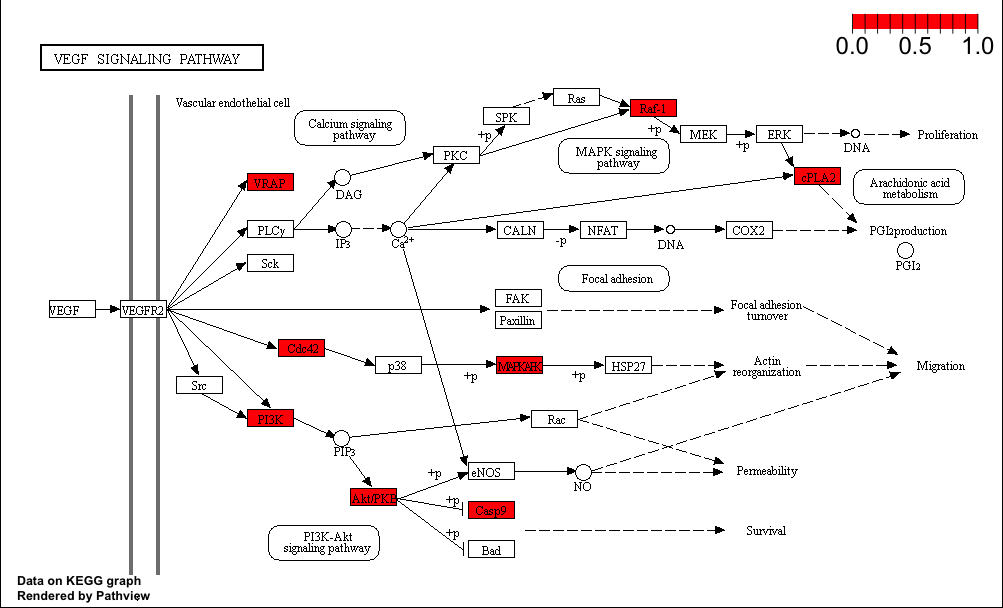 0.0 0.5 1.0
VEGF SIGNALING PATHWAY
Vascular endothelial cell
Calcium signaling
pathway
SPK
Ras
Raf-1
+p
+p
MEK
+p
ERK
DNA
Proliferation
PKC
MAPK signaling
pathway
VRAP
DAG
cPLA2
Arachidonic acid
metabolism
PLCγ
IP3
Ca2+
CALN
-p
NFAT
DNA
COX2
PGI2production
PGI2
Sck
Focal adhesion
VEGF
VEGFR2
FAK
Paxillin
Focal adhesion
turnover
Cdc42
p38
+p
MAPKAPK
+p
HSP27
Actin
reorganization
Migration
Src
PI3K
Rac
PIP3
+p
eNOS
NO
Permeability
Akt/PKB
+p
Casp9
+p
Bad
Survival
PI3K-Akt
signaling pathway
Data on KEGG graph
Rendered by Pathview